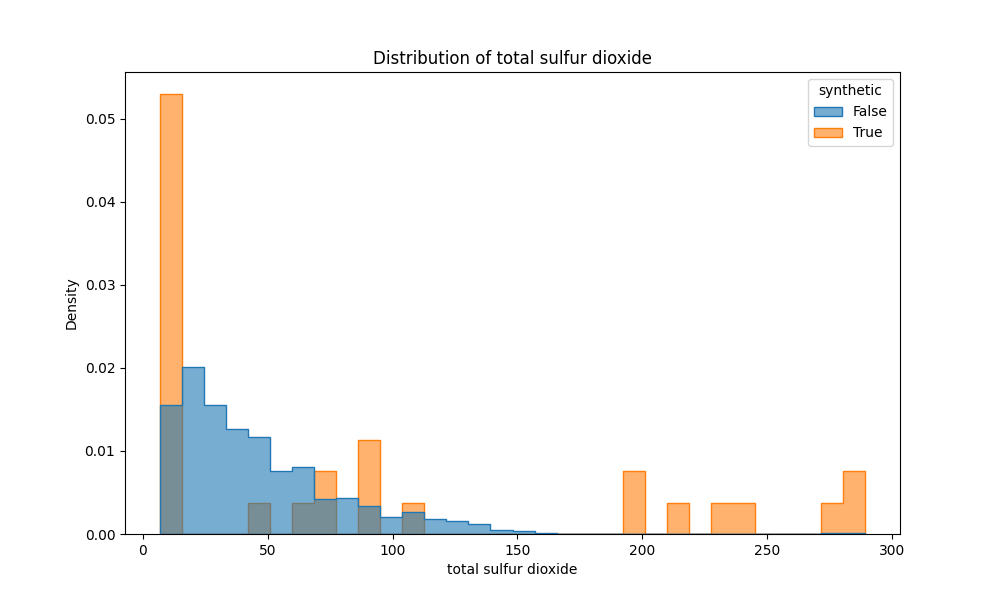 Distribution of total sulfur dioxide
synthetic
False
True
0.05
0.04
0.03
0.02
0.01
0.00
Density
0
50
100
150
200
250
300
total sulfur dioxide